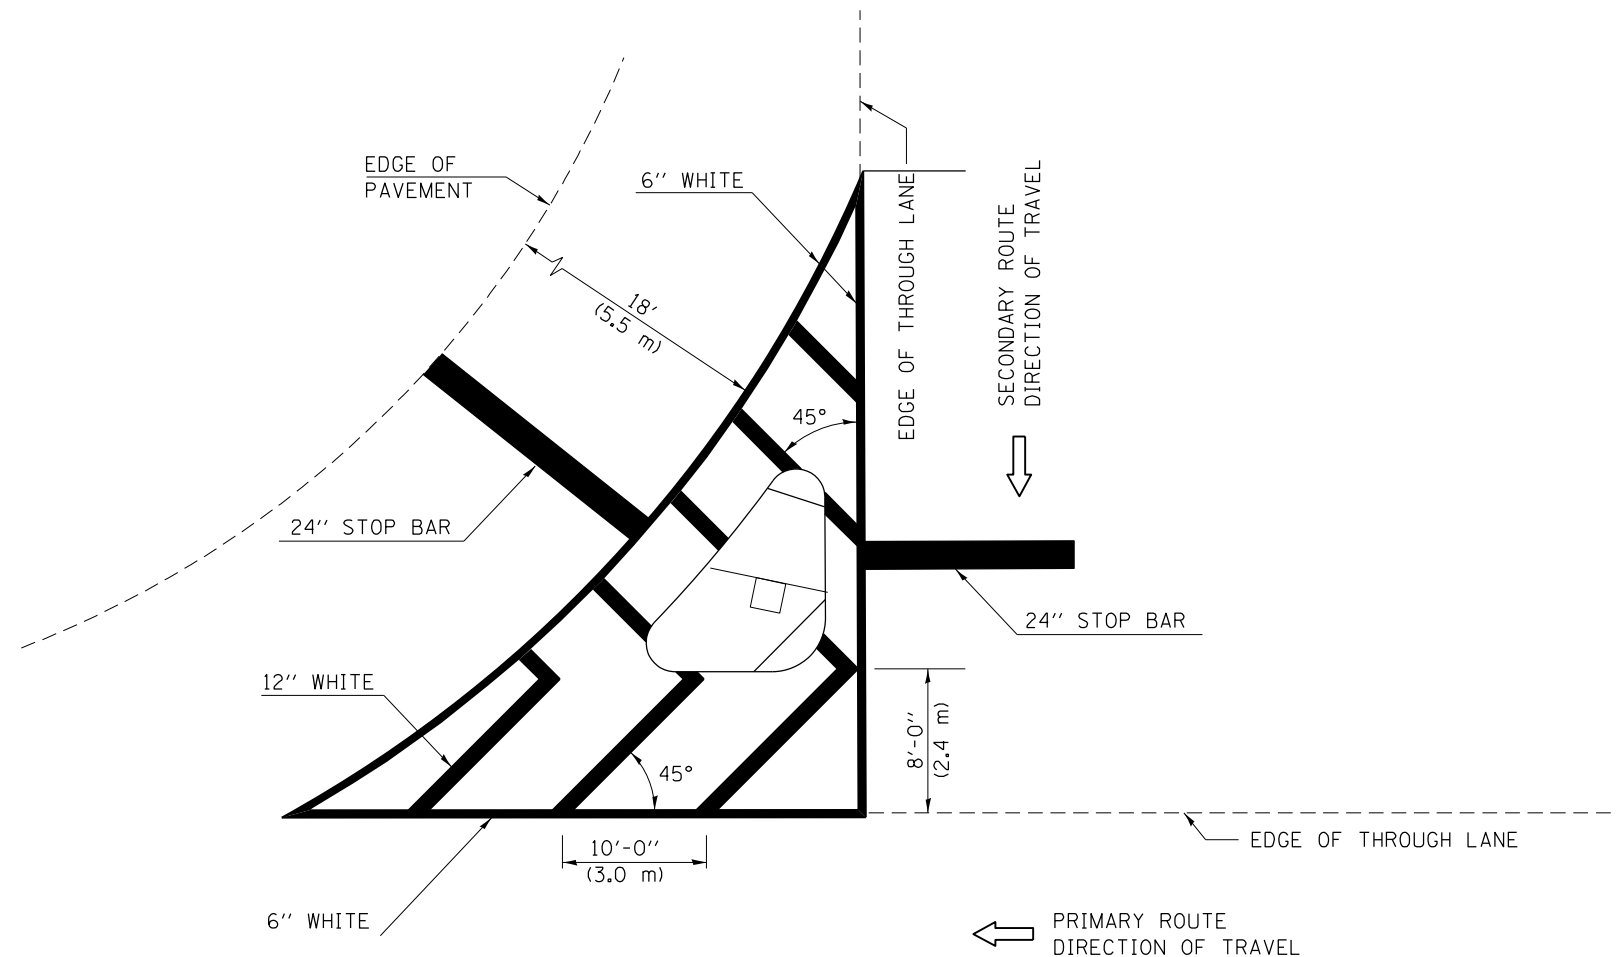 EDGE OF
PAVEMENT
6'' WHITE
EDGE OF THROUGH LANE
SECONDARY ROUTE
DIRECTION OF TRAVEL
18'
(5.5 m)
45°
24'' STOP BAR
24'' STOP BAR
12'' WHITE
8'-0''
(2.4 m)
45°
10'-0''
(3.0 m)
EDGE OF THROUGH LANE
6'' WHITE
PRIMARY ROUTE
DIRECTION OF TRAVEL